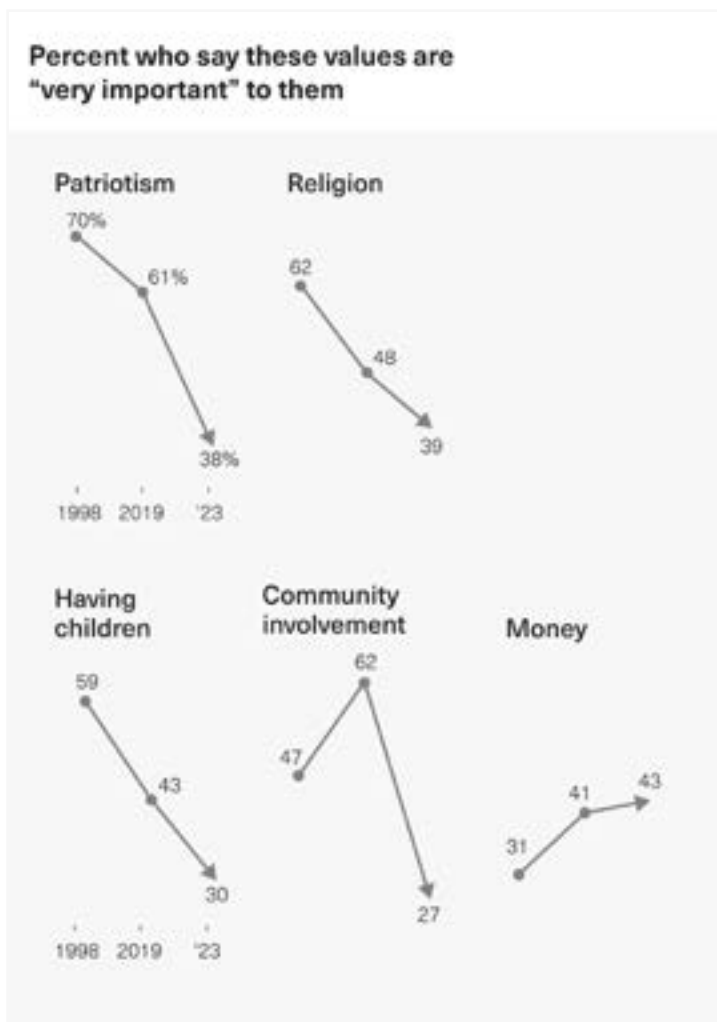 Percent who say these values are
“very important” to them
Patriotism
Religion
70%
61%
38%
62
48
39
1998 2019 '23
Having
children
Community
involvement
Money
59
43
30
47
62
27
31
41
43
1998 2019 '23